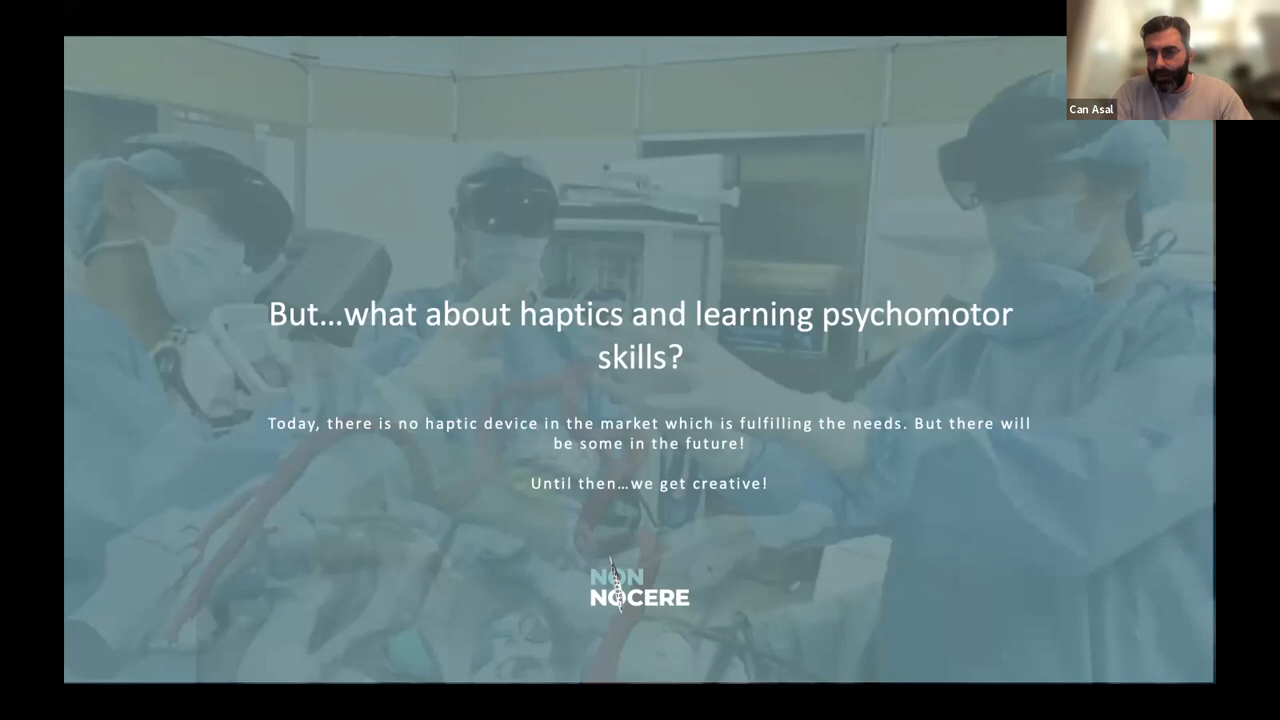 Can Asal
But...what about haptics and learning psychomotor
skills?
Today, there is no haptic device in the market which is fulfilling the needs. But there will
be some in the future!
Until then...we get creative!
NON
NOCERE